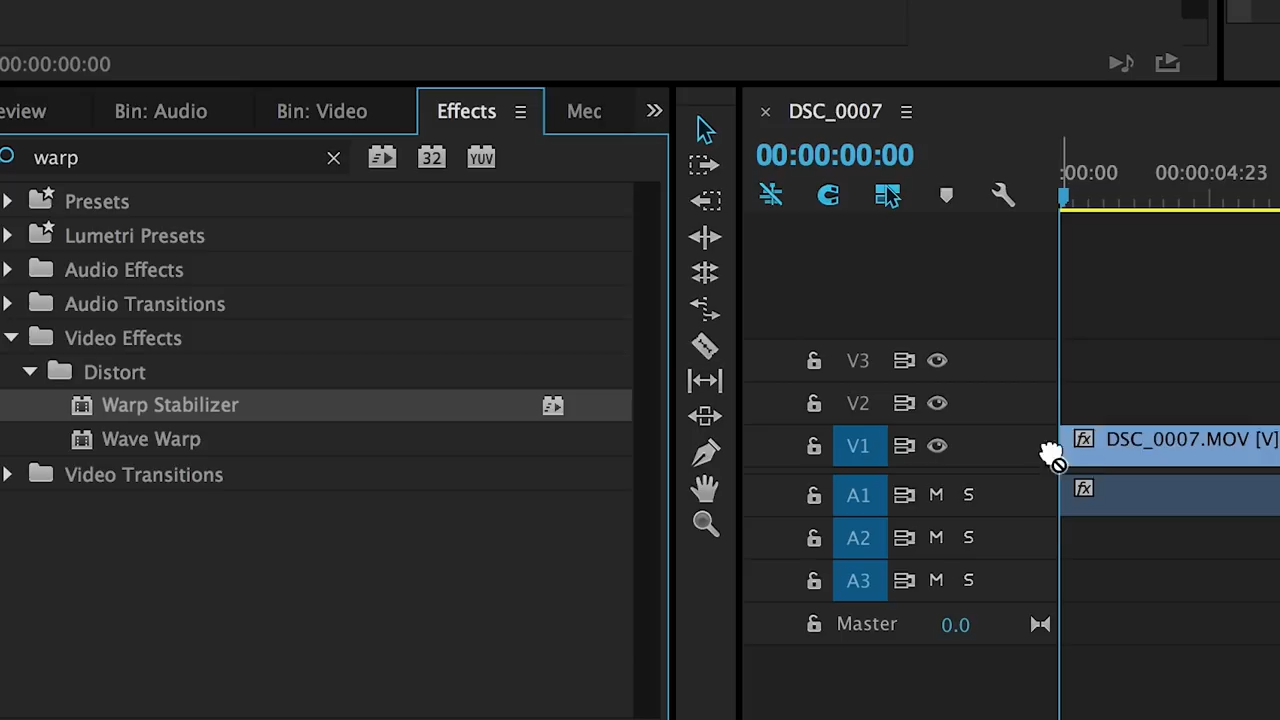 00:00:00:00
eview
Bin: Audio
Bin: Video
Effects
Mec
DSC_0007
warp
32
YUV
00:00:00:00
:00:00
00:00:04:23
Presets
Lumetri Presets
Audio Effects
Audio Transitions
Video Effects
Distort
Warp Stabilizer
Wave Warp
Video Transitions
V3
V2
V1
fx DSC_0007.MOV [V]
A1 M S
fx
A2 M S
A3 M S
Master 0.0